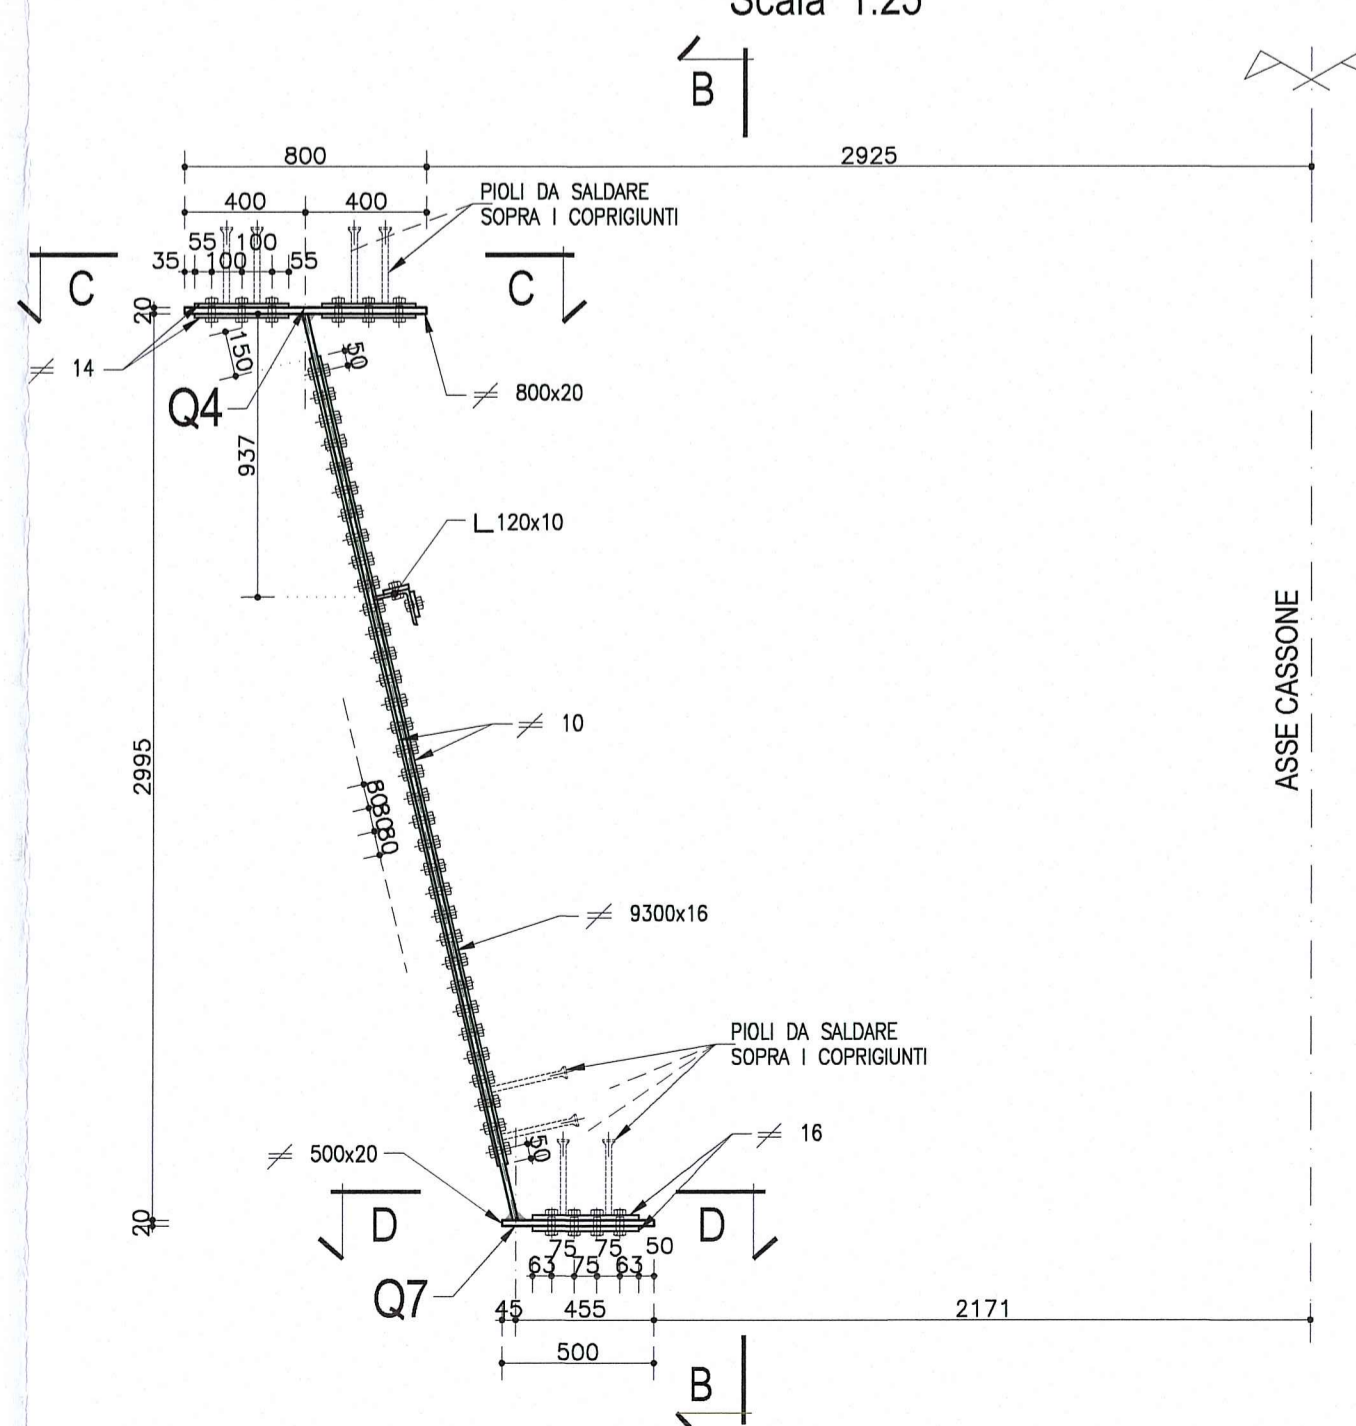 Scala 1:25
B
800
2925
PIOLI DA SALDARE
SOPRA I COPRIGIUNTI
400
400
55
100
35
100
55
C
C
20
14
150
50
Q4
800x20
937
120x10
ASSE CASSONE
10
2995
80
80
80
9300x16
PIOLI DA SALDARE
SOPRA I COPRIGIUNTI
16
50
500x20
20
D
D
75
75
50
63
75
63
Q7
45
455
2171
500
B